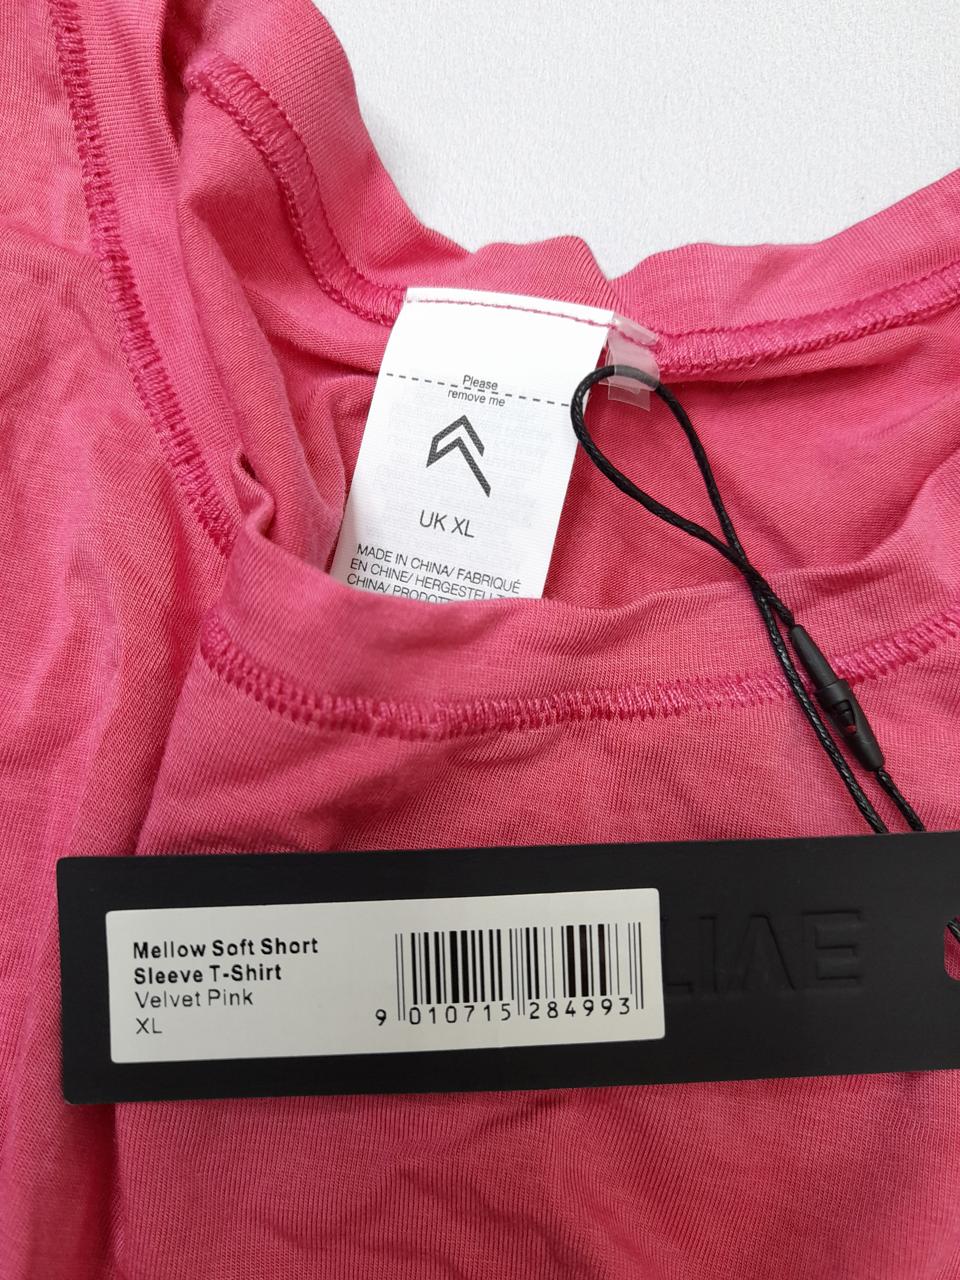 Please
remove me
UK XL
MADE IN CHINA/ FABRIQUÉ
EN CHINE/ HERGESTELLT
Mellow Soft Short
Sleeve T-Shirt
Velvet Pink
XL
9 010715 284993